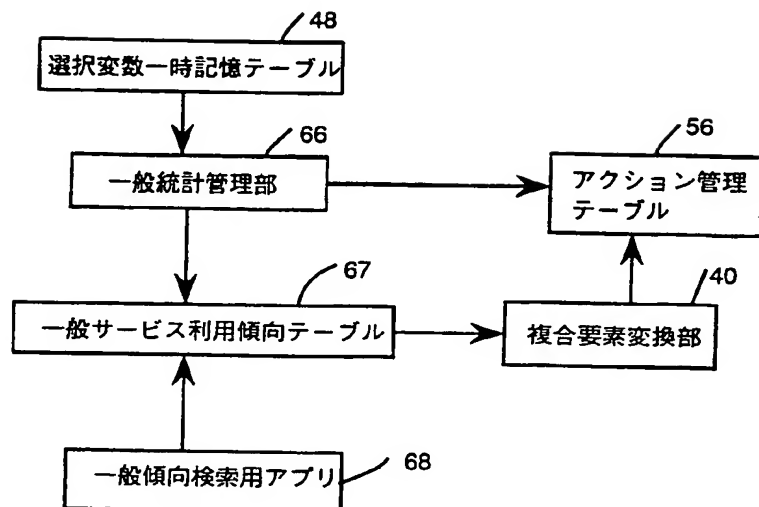 48
選択変数一時記憶テーブル
66
一般統計管理部
56
アクション管理
テーブル
67
一般サービス利用傾向テーブル
40
複合要素変換部
一般傾向検索用アプリ
68